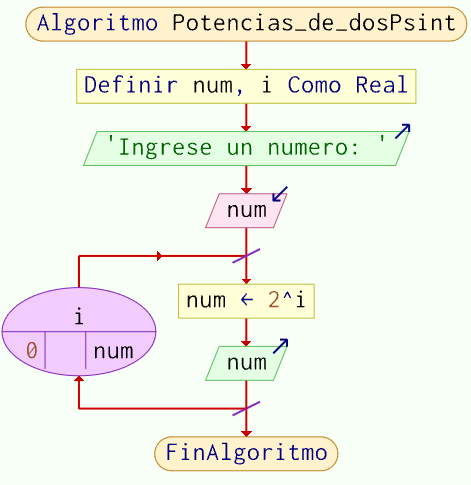 Algoritmo Potencias_de_dosPsint
Definir num, i Como Real
'Ingrese un numero: '
num
i
0 num
num ← 2^i
num
FinAlgoritmo